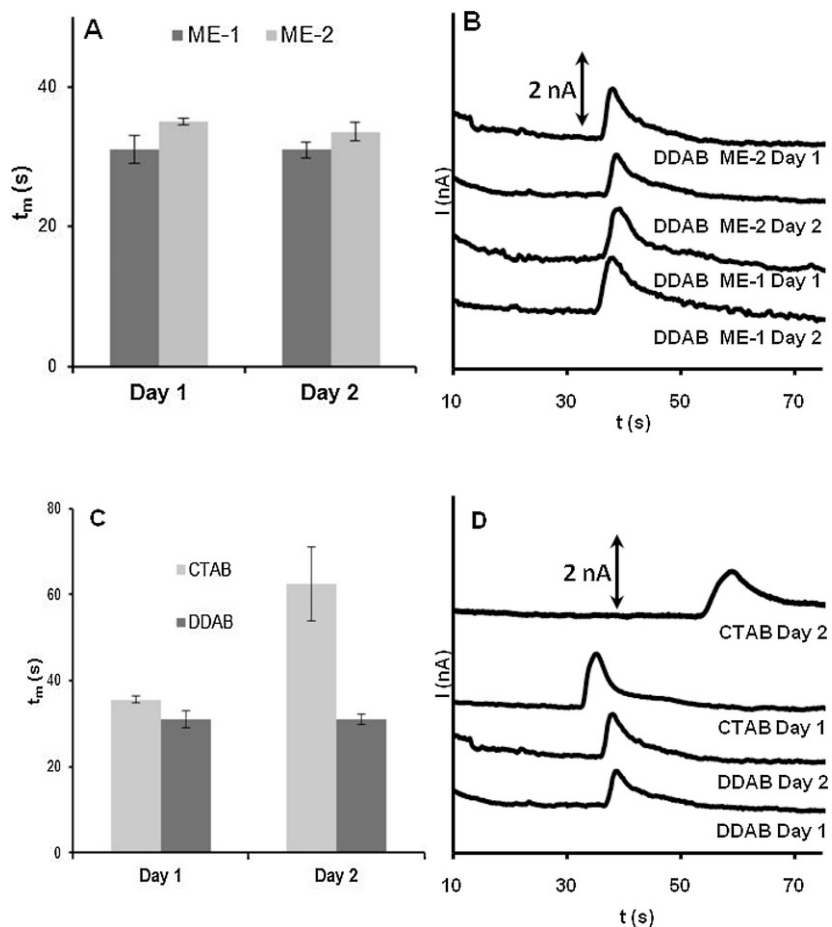 A
ME-1 ME-2
40
20
0
t_m (s)
Day 1 Day 2
B
2 nA
I (nA)
DDAB ME-2 Day 1
DDAB ME-2 Day 2
DDAB ME-1 Day 1
DDAB ME-1 Day 2
10 30 50 70
t (s)
C
CTAB
DDAB
80
60
40
20
0
t_m (s)
Day 1 Day 2
D
2 nA
I (nA)
CTAB Day 2
CTAB Day 1
DDAB Day 2
DDAB Day 1
10 30 50 70
t (s)